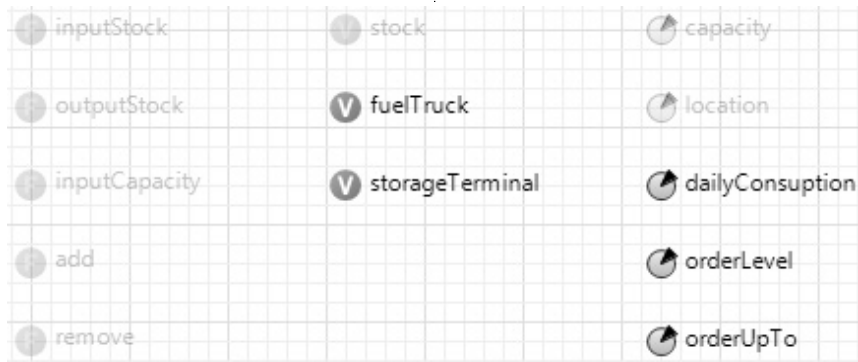 inputStock stock capacity
outputStock V fuelTruck location
inputCapacity V storageTerminal dailyConsuption
add orderLevel
remove orderUpTo